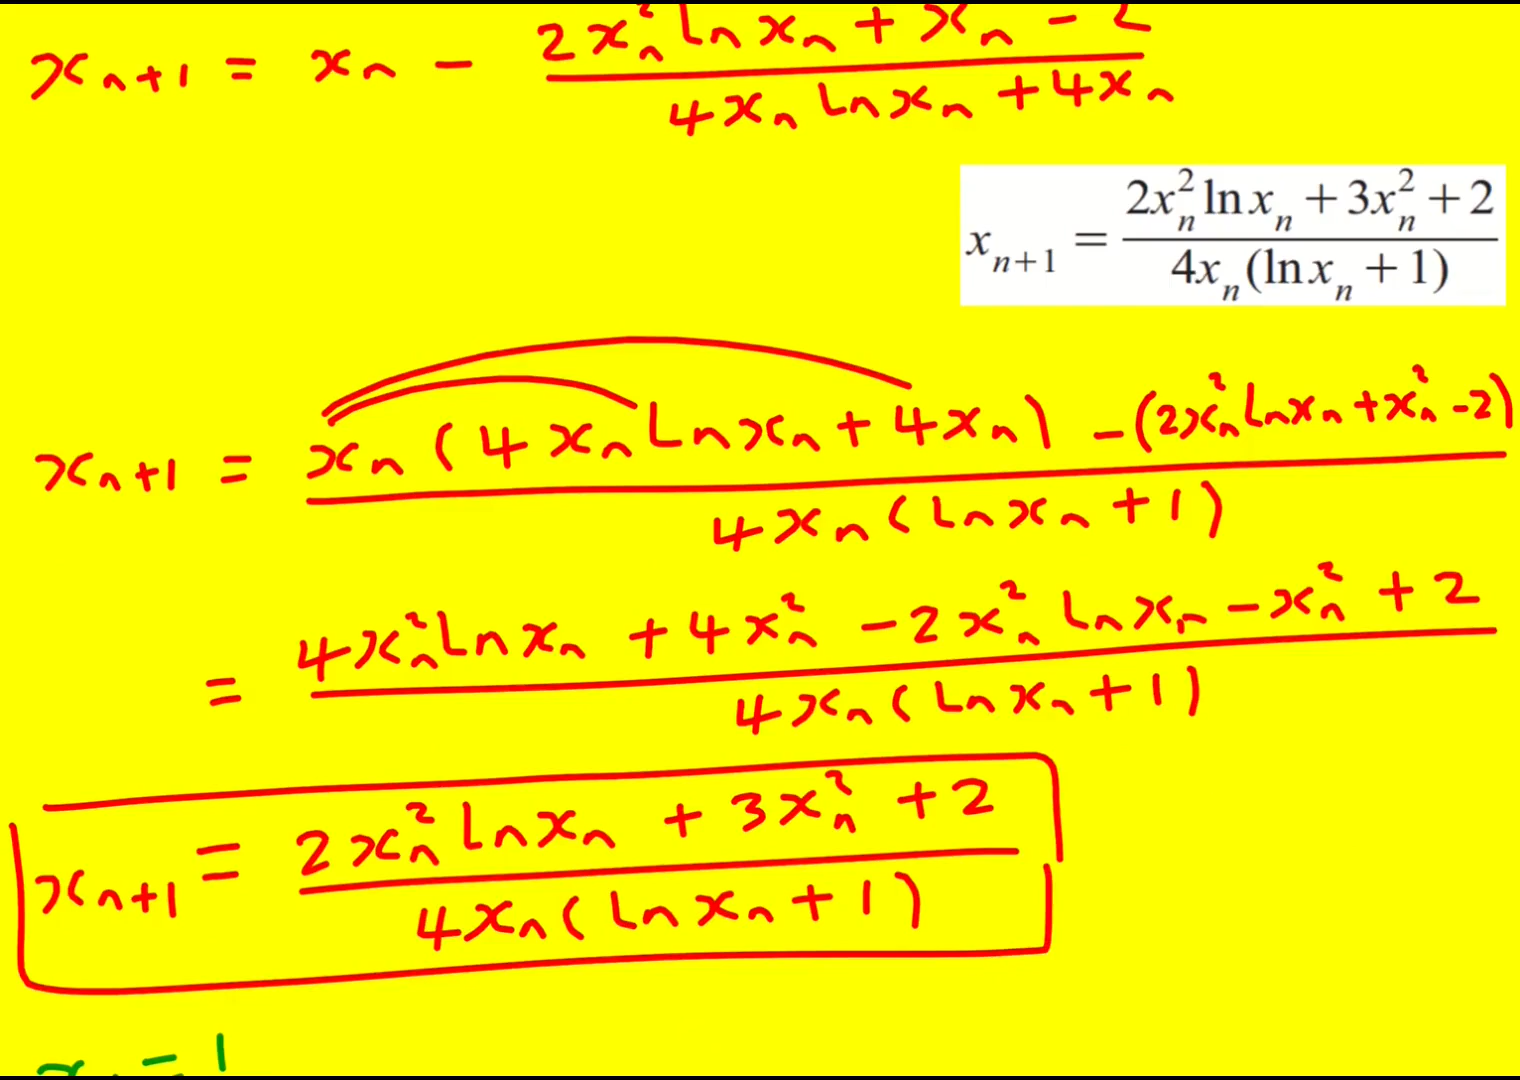 xₙ₊₁ = xₙ - (2xₙ² ln xₙ + xₙ - 2) / (4xₙ ln xₙ + 4xₙ)
xₙ₊₁ = (2xₙ² ln xₙ + 3xₙ² + 2) / (4xₙ(ln xₙ + 1))
xₙ₊₁ = (xₙ(4xₙ ln xₙ + 4xₙ) - (2xₙ² ln xₙ + xₙ² - 2)) / (4xₙ(ln xₙ + 1))
= (4xₙ² ln xₙ + 4xₙ² - 2xₙ² ln xₙ - xₙ² + 2) / (4xₙ(ln xₙ + 1))
xₙ₊₁ = (2xₙ² ln xₙ + 3xₙ² + 2) / (4xₙ(ln xₙ + 1))